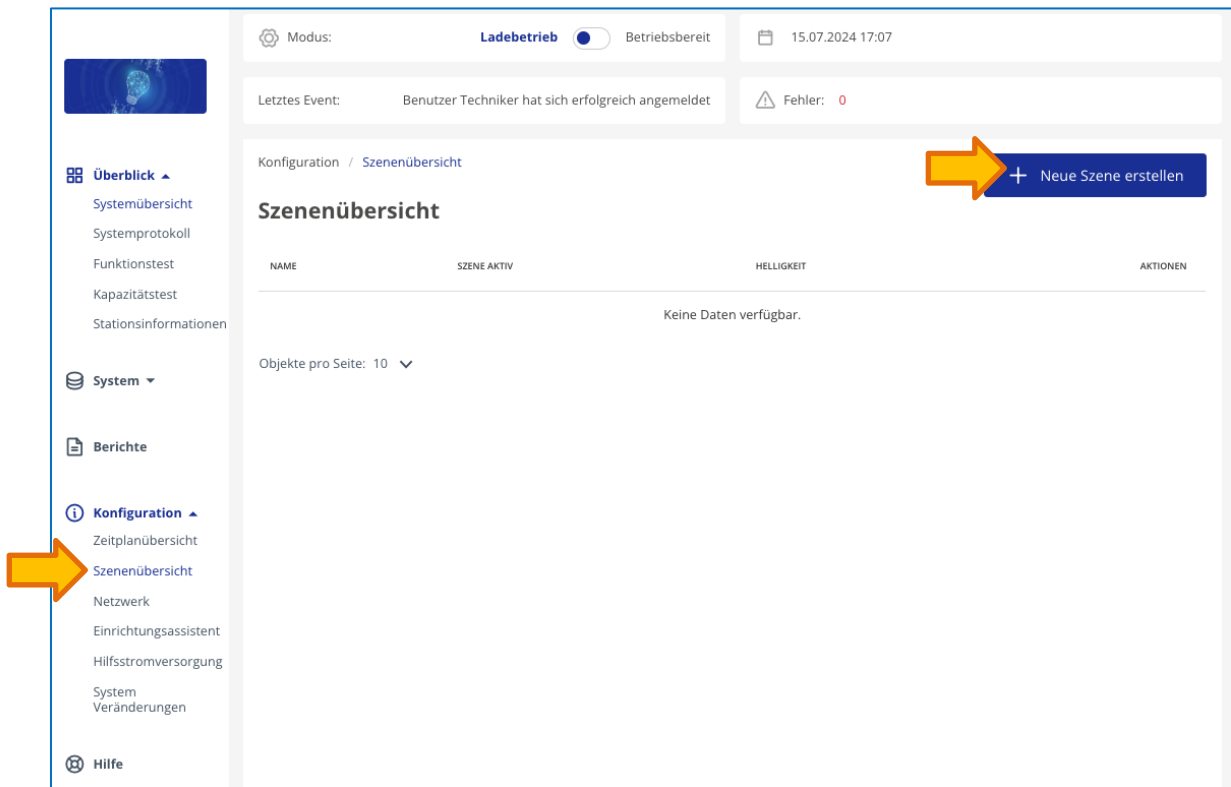 Modus: Ladebetrieb Betriebsbereit
15.07.2024 17:07
Letztes Event: Benutzer Techniker hat sich erfolgreich angemeldet
Fehler: 0
Überblick
Systemübersicht
Systemprotokoll
Funktionstest
Kapazitätstest
Stationsinformationen
System
Berichte
Konfiguration
Zeitplanübersicht
Szenenübersicht
Netzwerk
Einrichtungsassistent
Hilfsstromversorgung
System
Veränderungen
Hilfe
Konfiguration / Szenenübersicht
+ Neue Szene erstellen
Szenenübersicht
NAME SZENE AKTIV HELLIGKEIT AKTIONEN
Keine Daten verfügbar.
Objekte pro Seite: 10